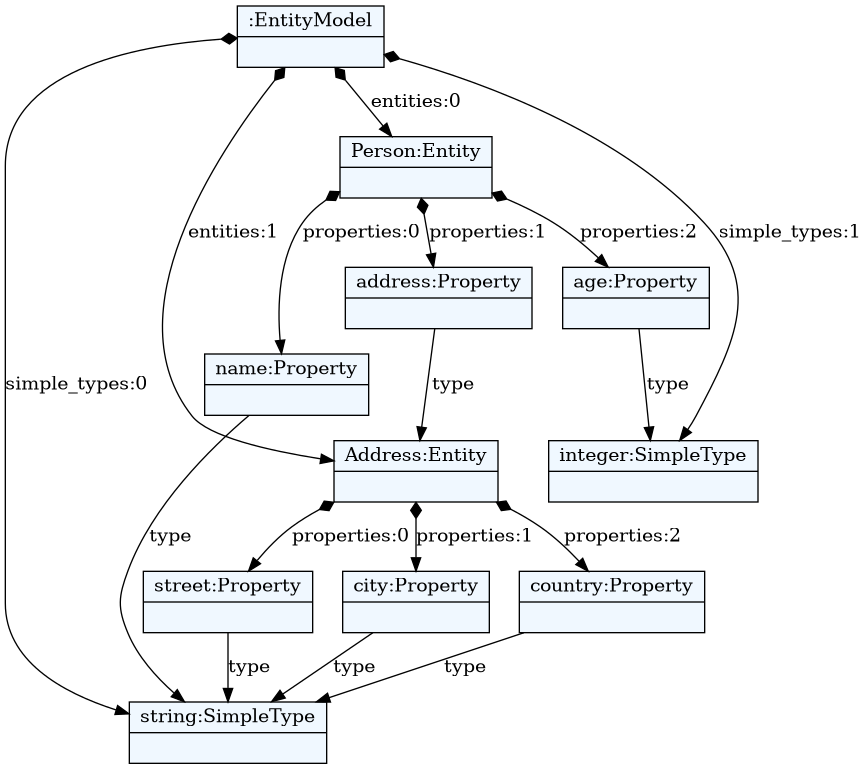 :EntityModel
entities:0
Person:Entity
entities:1
properties:0
properties:1
properties:2
simple_types:1
address:Property
age:Property
name:Property
simple_types:0
type
type
Address:Entity
integer:SimpleType
type
properties:0
properties:1
properties:2
street:Property
city:Property
country:Property
type
type
type
string:SimpleType